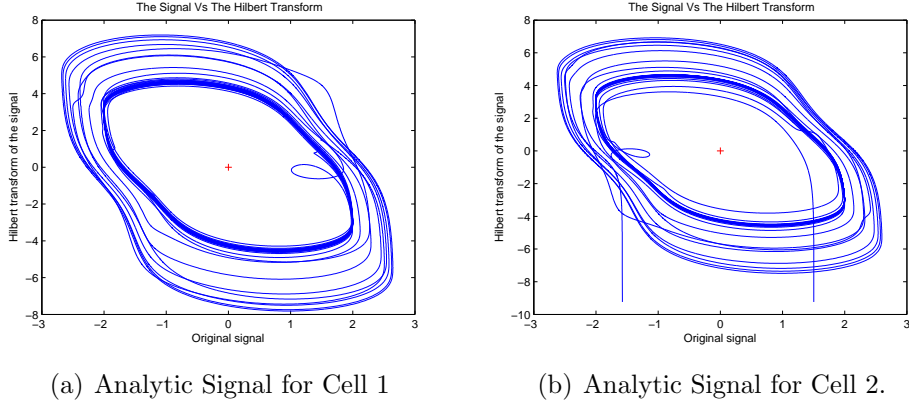 The Signal Vs The Hilbert Transform
8
6
4
2
0
−2
−4
−6
−8
Hilbert transform of the signal
−3 −2 −1 0 1 2 3
Original signal
(a) Analytic Signal for Cell 1
The Signal Vs The Hilbert Transform
8
6
4
2
0
−2
−4
−6
−8
−10
Hilbert transform of the signal
−3 −2 −1 0 1 2 3
Original signal
(b) Analytic Signal for Cell 2.